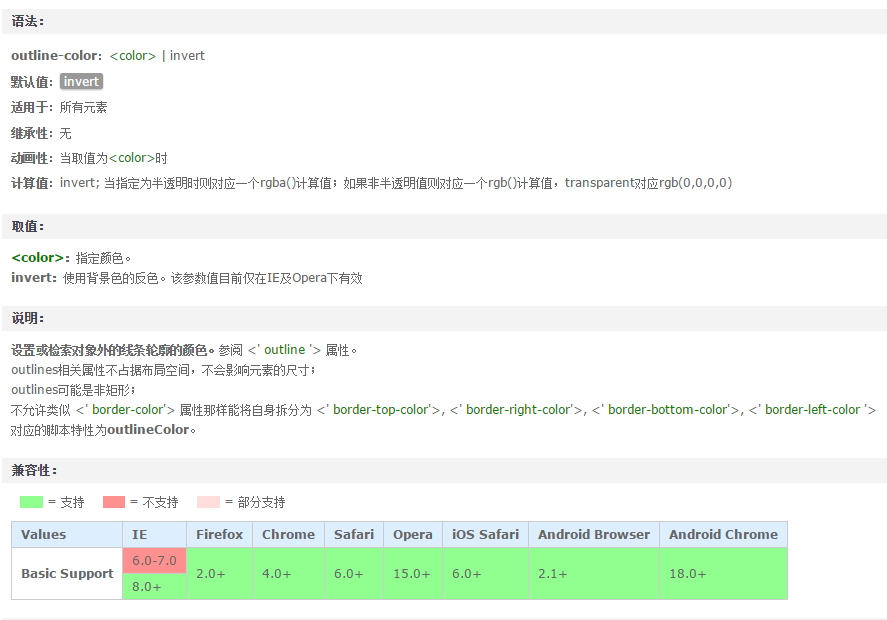 语法：
outline-color：<color> | invert
默认值：invert
适用于：所有元素
继承性：无
动画性：当取值为<color>时
计算值：invert; 当指定为半透明时则对应一个rgba()计算值；如果非半透明值则对应一个rgb()计算值，transparent对应rgb(0,0,0,0)
取值：
<color>：指定颜色。
invert：使用背景色的反色。该参数值目前仅在IE及Opera下有效
说明：
设置或检索对象外的线条轮廓的颜色。参阅 <' outline '> 属性。
outlines相关属性不占据布局空间，不会影响元素的尺寸；
outlines可能是非矩形；
不允许类似 <' border-color'> 属性那样能将自身拆分为 <' border-top-color'>, <' border-right-color'>, <' border-bottom-color'>, <' border-left-color '>
对应的脚本特性为outlineColor。
兼容性：
= 支持 = 不支持 = 部分支持
Values IE Firefox Chrome Safari Opera iOS Safari Android Browser Android Chrome
Basic Support 6.0-7.0 2.0+ 4.0+ 6.0+ 15.0+ 6.0+ 2.1+ 18.0+
8.0+